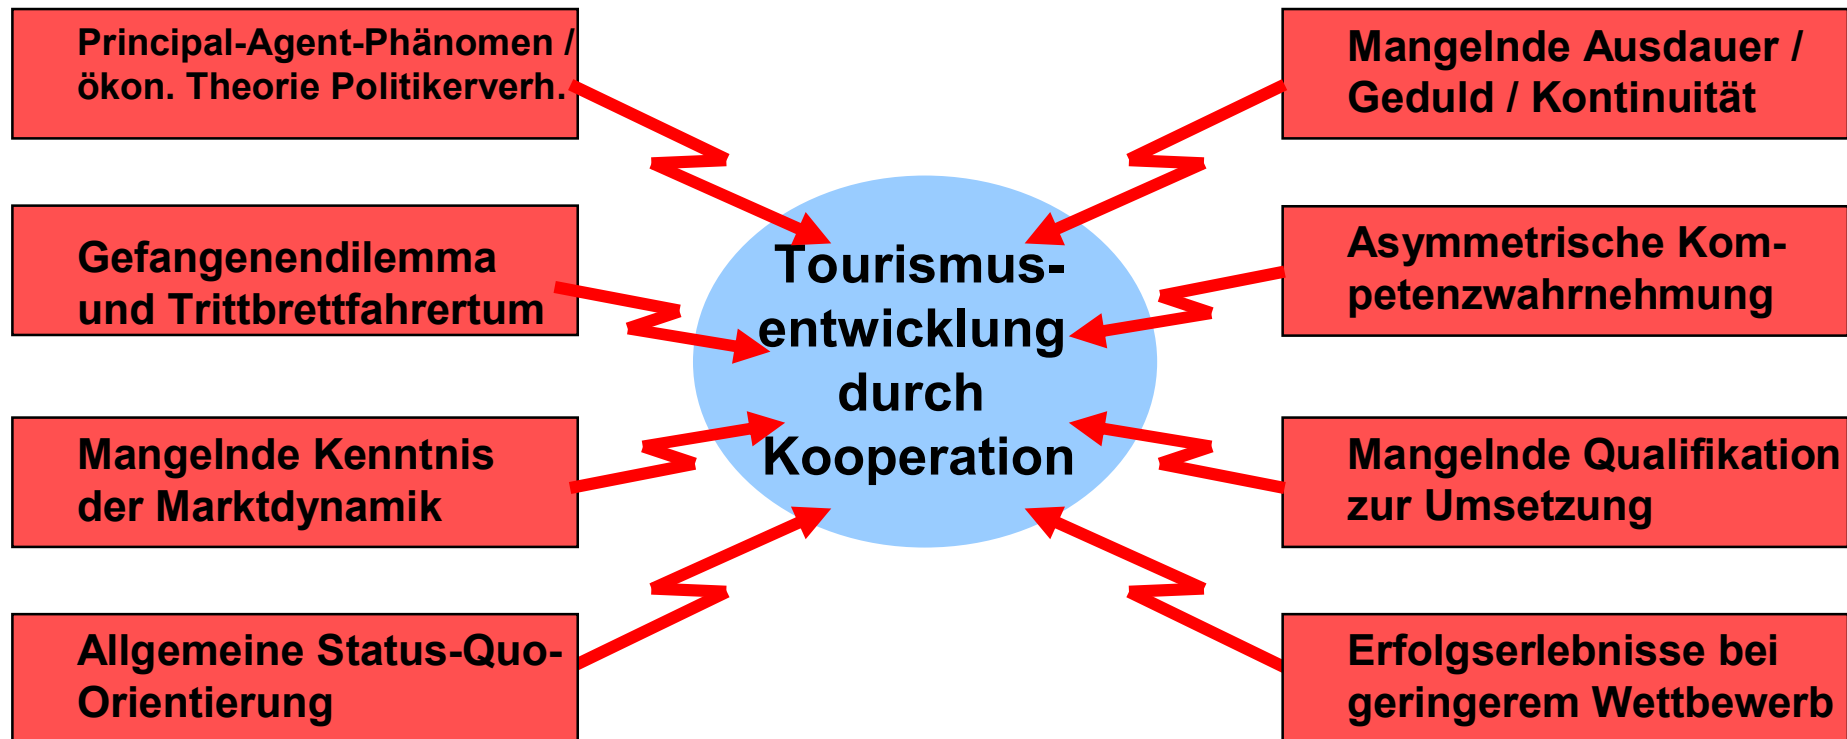 Principal-Agent-Phänomen /
ökon. Theorie Politikerverh.
Gefangenendilemma
und Trittbrettfahrertum
Mangelnde Kenntnis
der Marktdynamik
Allgemeine Status-Quo-
Orientierung
Tourismus-
entwicklung
durch
Kooperation
Mangelnde Ausdauer /
Geduld / Kontinuität
Asymmetrische Kom-
petenzwahrnehmung
Mangelnde Qualifikation
zur Umsetzung
Erfolgserlebnisse bei
geringerem Wettbewerb